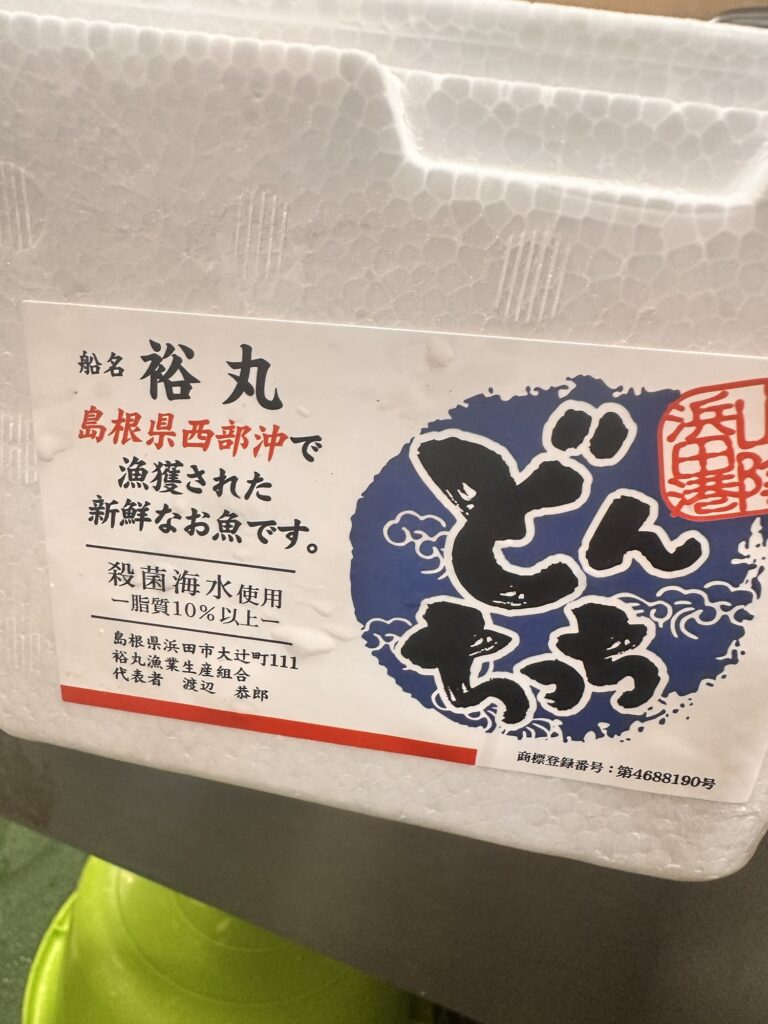 船名 裕丸
島根県西部沖で
漁獲された
新鮮なお魚です。
殺菌海水使用
ー脂質10%以上ー
島根県浜田市大辻町111
裕丸漁業生産組合
代表者 渡辺 恭郎
どんちっち
山陰
浜田港
商標登録番号:第4688190号